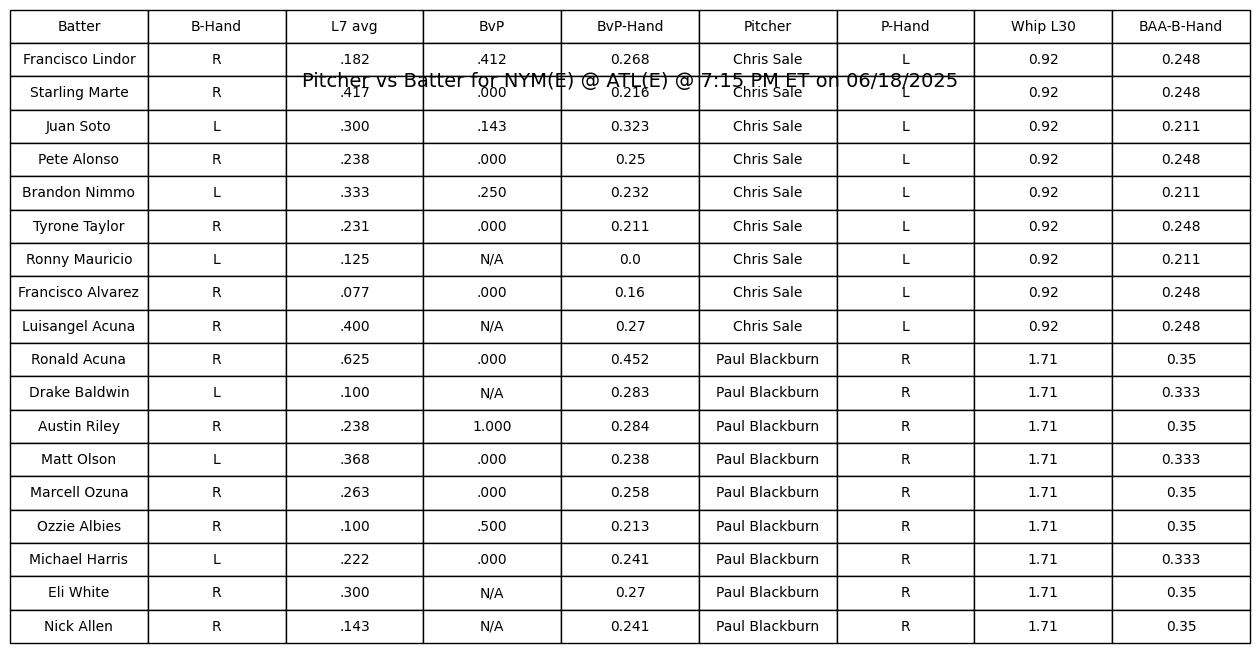 Batter B-Hand L7 avg BvP BvP-Hand Pitcher P-Hand Whip L30 BAA-B-Hand
Francisco Lindor R .182 .412 0.268 Chris Sale L 0.92 0.248
Pitcher vs Batter for NYM(E) @ ATL(E) @ 7:15 PM ET on 06/18/2025
Starling Marte R .417 .000 0.216 Chris Sale L 0.92 0.248
Juan Soto L .300 .143 0.323 Chris Sale L 0.92 0.211
Pete Alonso R .238 .000 0.25 Chris Sale L 0.92 0.248
Brandon Nimmo L .333 .250 0.232 Chris Sale L 0.92 0.211
Tyrone Taylor R .231 .000 0.211 Chris Sale L 0.92 0.248
Ronny Mauricio L .125 N/A 0.0 Chris Sale L 0.92 0.211
Francisco Alvarez R .077 .000 0.16 Chris Sale L 0.92 0.248
Luisangel Acuna R .400 N/A 0.27 Chris Sale L 0.92 0.248
Ronald Acuna R .625 .000 0.452 Paul Blackburn R 1.71 0.35
Drake Baldwin L .100 N/A 0.283 Paul Blackburn R 1.71 0.333
Austin Riley R .238 1.000 0.284 Paul Blackburn R 1.71 0.35
Matt Olson L .368 .000 0.238 Paul Blackburn R 1.71 0.333
Marcell Ozuna R .263 .000 0.258 Paul Blackburn R 1.71 0.35
Ozzie Albies R .100 .500 0.213 Paul Blackburn R 1.71 0.35
Michael Harris L .222 .000 0.241 Paul Blackburn R 1.71 0.333
Eli White R .300 N/A 0.27 Paul Blackburn R 1.71 0.35
Nick Allen R .143 N/A 0.241 Paul Blackburn R 1.71 0.35